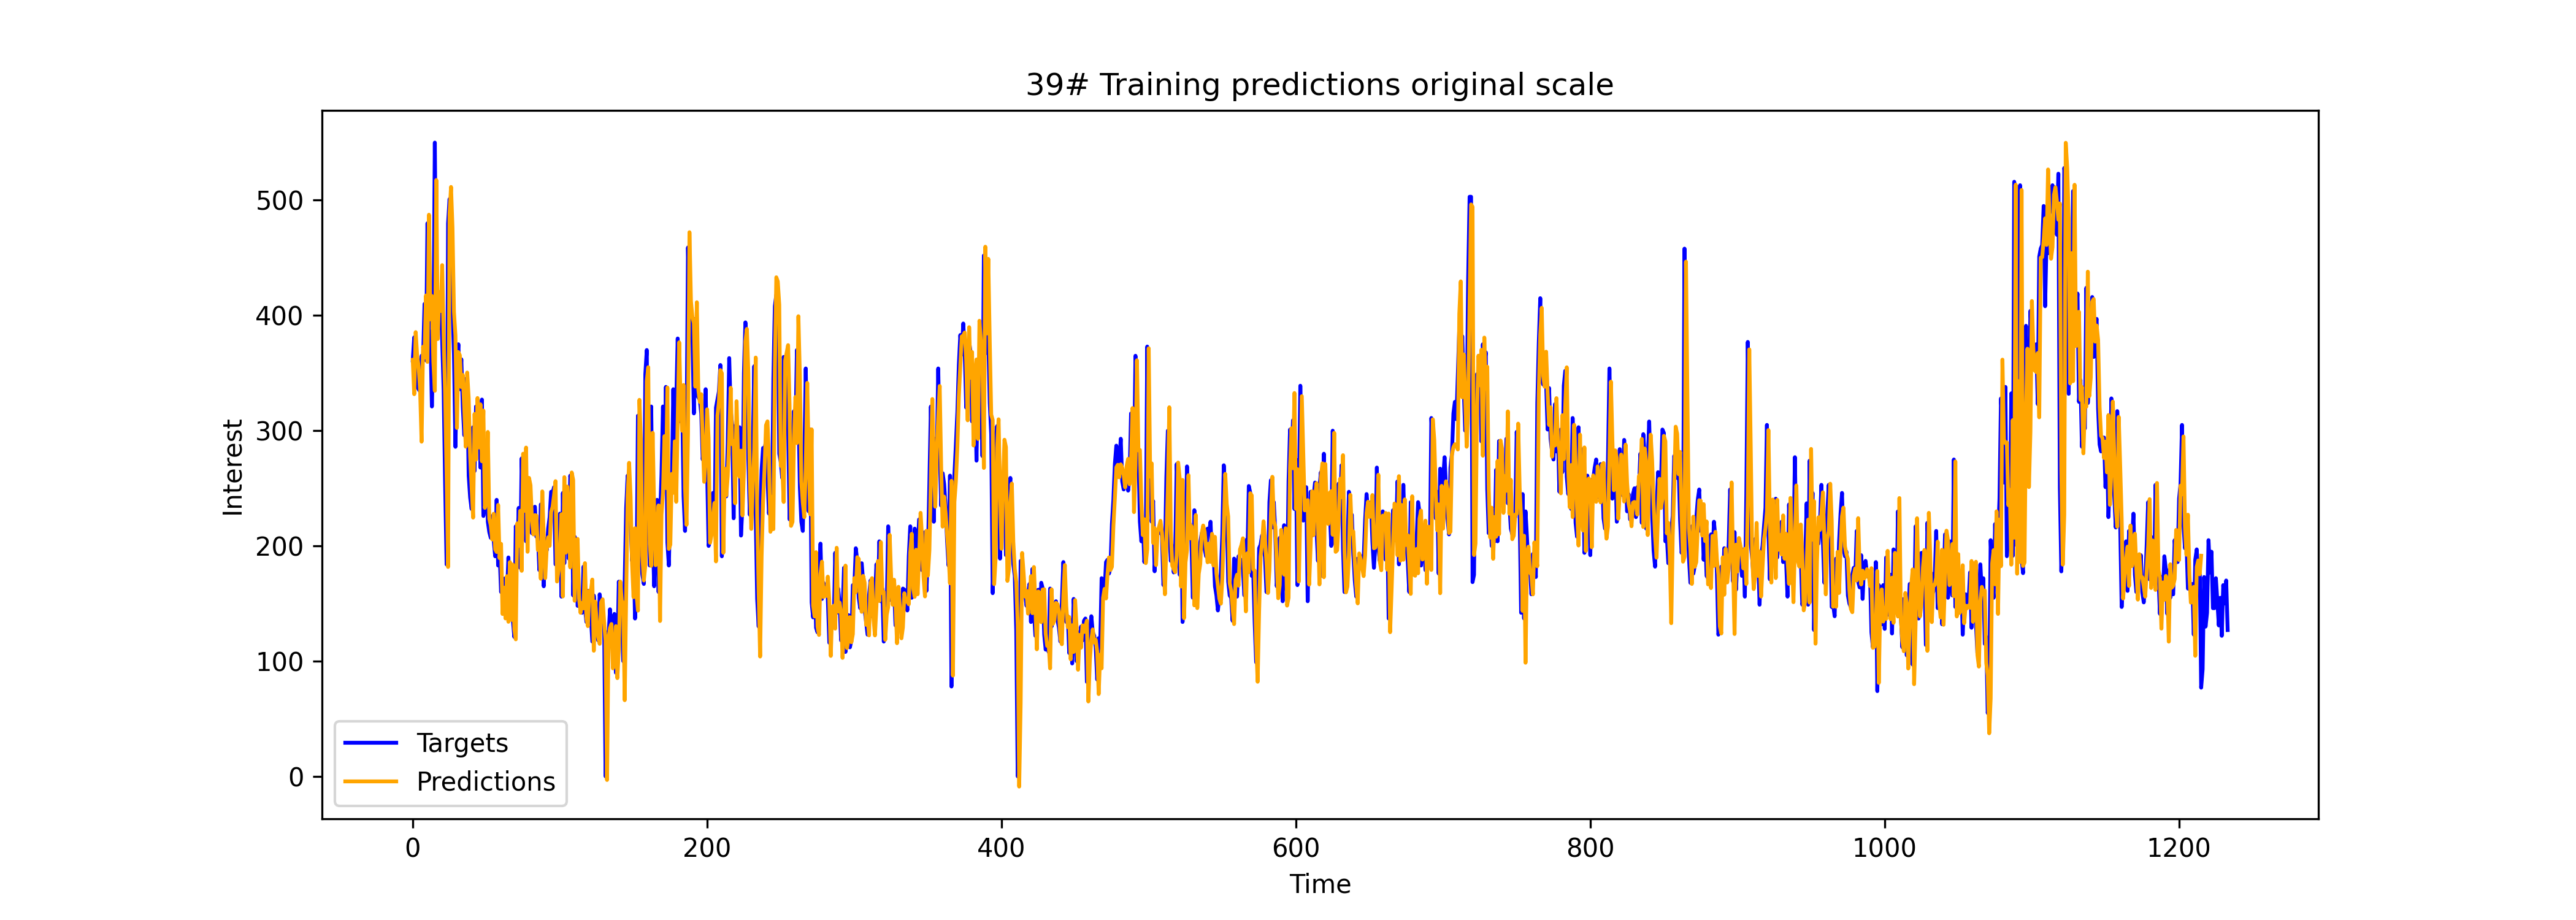 39# Training predictions original scale
Interest
500
400
300
200
100
0
Targets
Predictions
0 200 400 600 800 1000 1200
Time